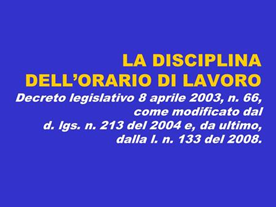 LA DISCIPLINA
DELL’ORARIO DI LAVORO
Decreto legislativo 8 aprile 2003, n. 66,
come modificato dal
d. lgs. n. 213 del 2004 e, da ultimo,
dalla l. n. 133 del 2008.